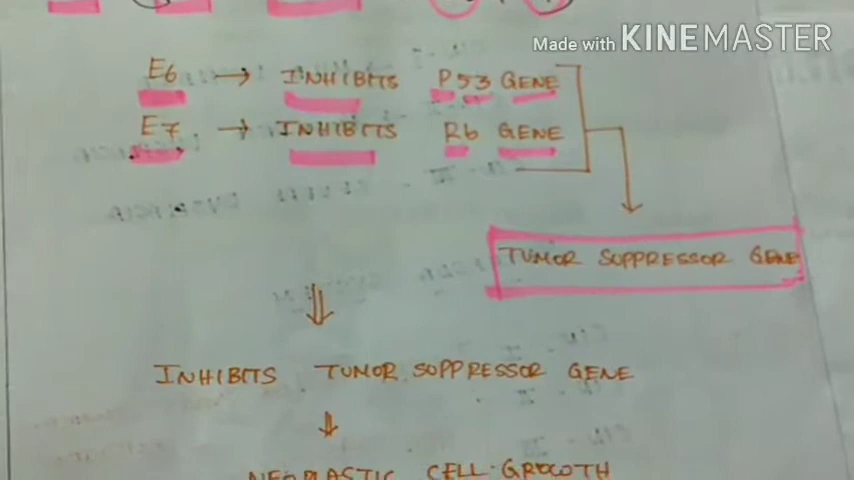 Made with KINEMASTER
E6 → INHIBITS P53 GENE
E7 → INHIBITS Rb GENE
TUMOR SUPPRESSOR GENE
INHIBITS TUMOR SUPPRESSOR GENE
NEOPLASTIC CELL GROWTH